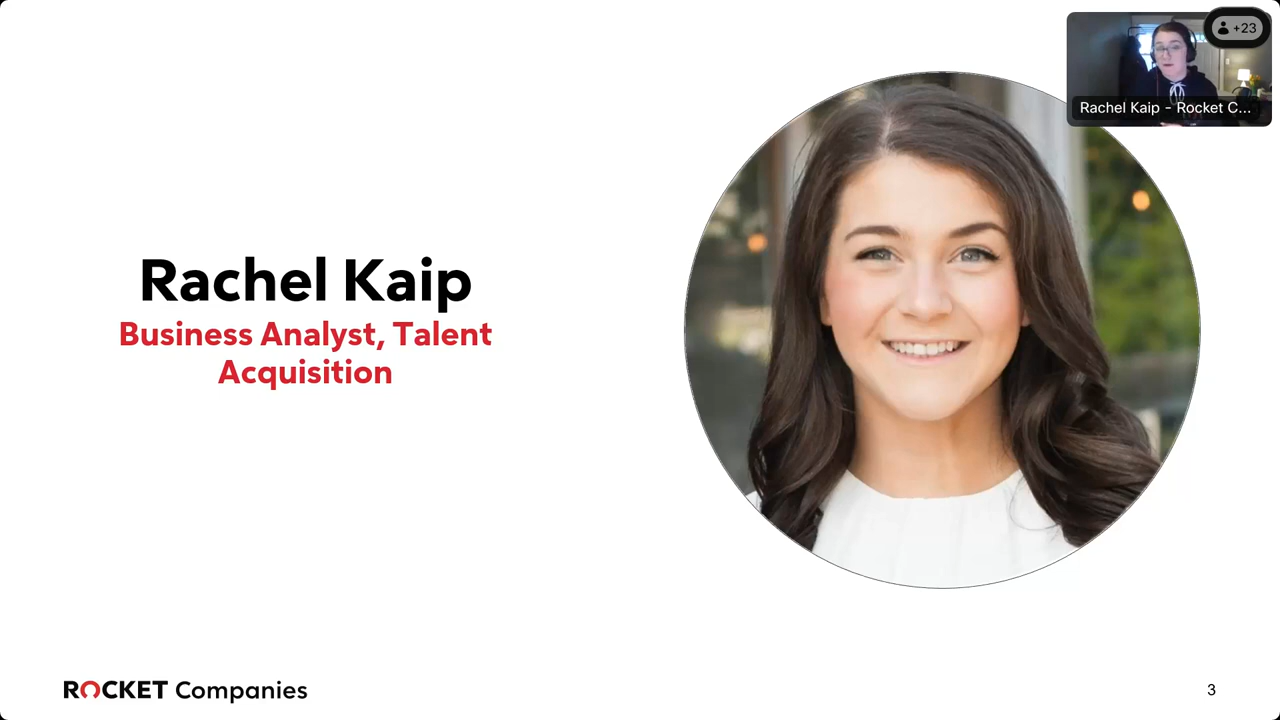 +23
Rachel Kaip - Rocket C...
Rachel Kaip
Business Analyst, Talent
Acquisition
ROCKET Companies
3